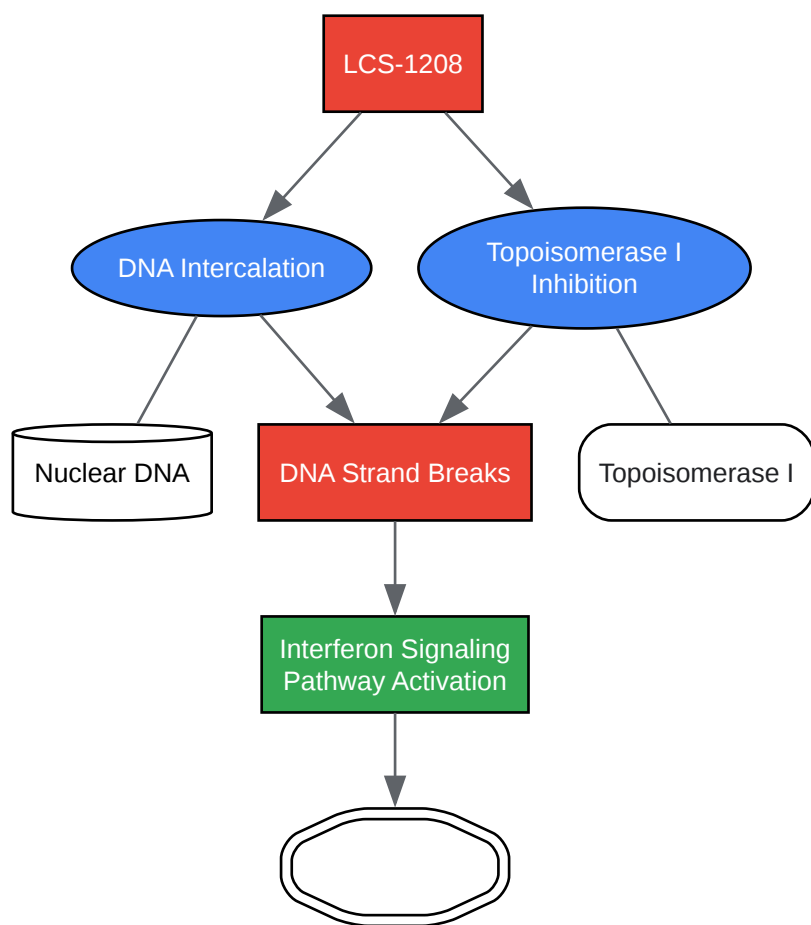 LCS-1208
DNA Intercalation
Topoisomerase I
Inhibition
Nuclear DNA
DNA Strand Breaks
Topoisomerase I
Interferon Signaling
Pathway Activation